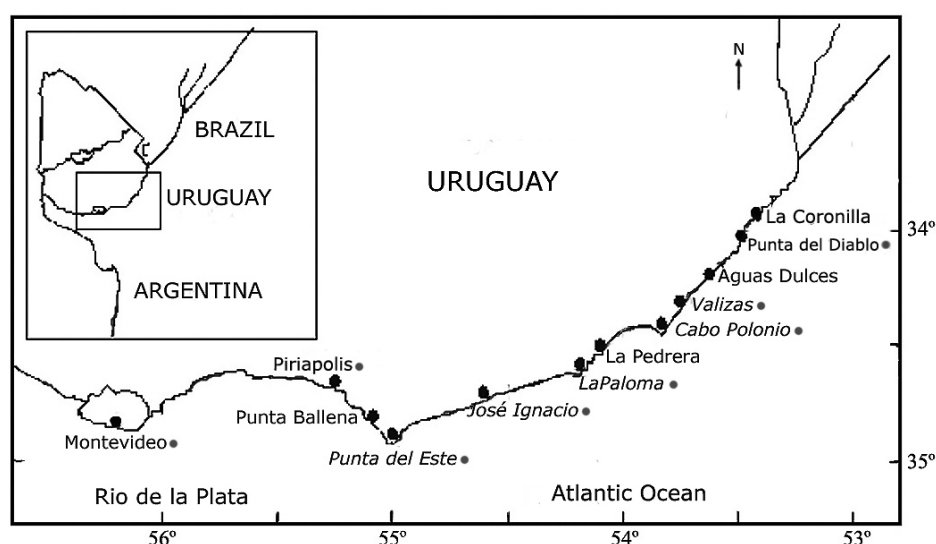 N
BRAZIL
URUGUAY
URUGUAY
ARGENTINA
La Coronilla
34º
Punta del Diablo
Aguas Dulces
Valizas
Cabo Polonio
La Pedrera
Piriapolis
LaPaloma
José Ignacio
Punta Ballena
Montevideo
Punta del Este
35º
Rio de la Plata
Atlantic Ocean
56º
55º
54º
53º